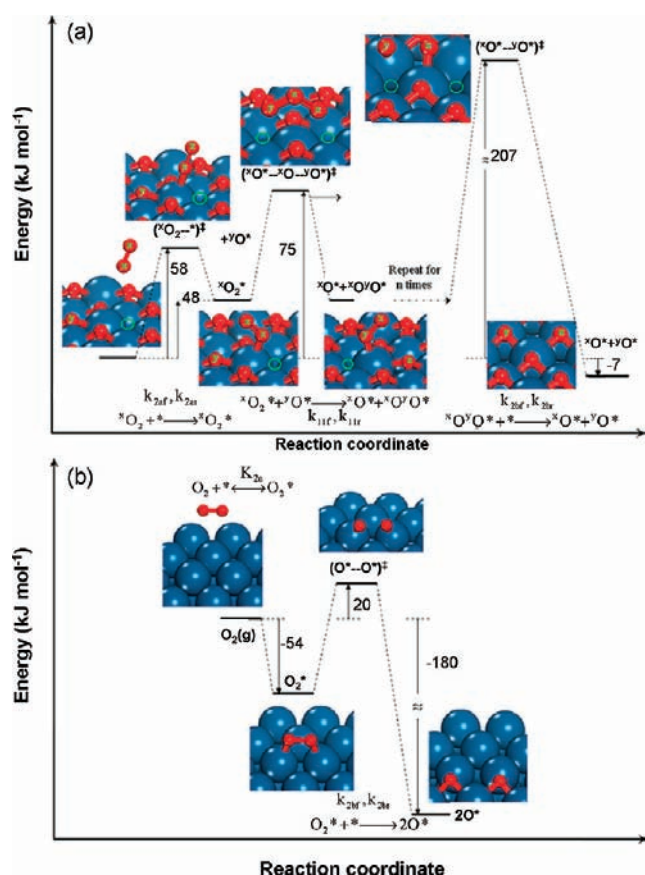 (a)
(ˣO*--ʸO*)‡
(ˣO*--ˣO--ʸO*)‡
207
(ˣO₂--*)‡
+ʸO*
75
58
48
ˣO₂*
ˣO*+ˣOʸO*
Repeat for
n times
ˣO*+ʸO*
-7
k₂ₐf, k₂ₐᵣ
ˣO₂ + * → ˣO₂*
ˣO₂*+ʸO* → ˣO*+ˣOʸO*
k₁₁f, k₁₁ᵣ
k₂bf, k₂bᵣ
ˣOʸO*+ * → ˣO*+ʸO*
Energy (kJ mol⁻¹)
Reaction coordinate
(b)
K₂ₐ
O₂ + * ⟷ O₂*
(O*--O*)‡
20
O₂(g)
-54
-180
O₂*
k₂bf, k₂bᵣ
O₂*+ * → 2O*
2O*
Energy (kJ mol⁻¹)
Reaction coordinate